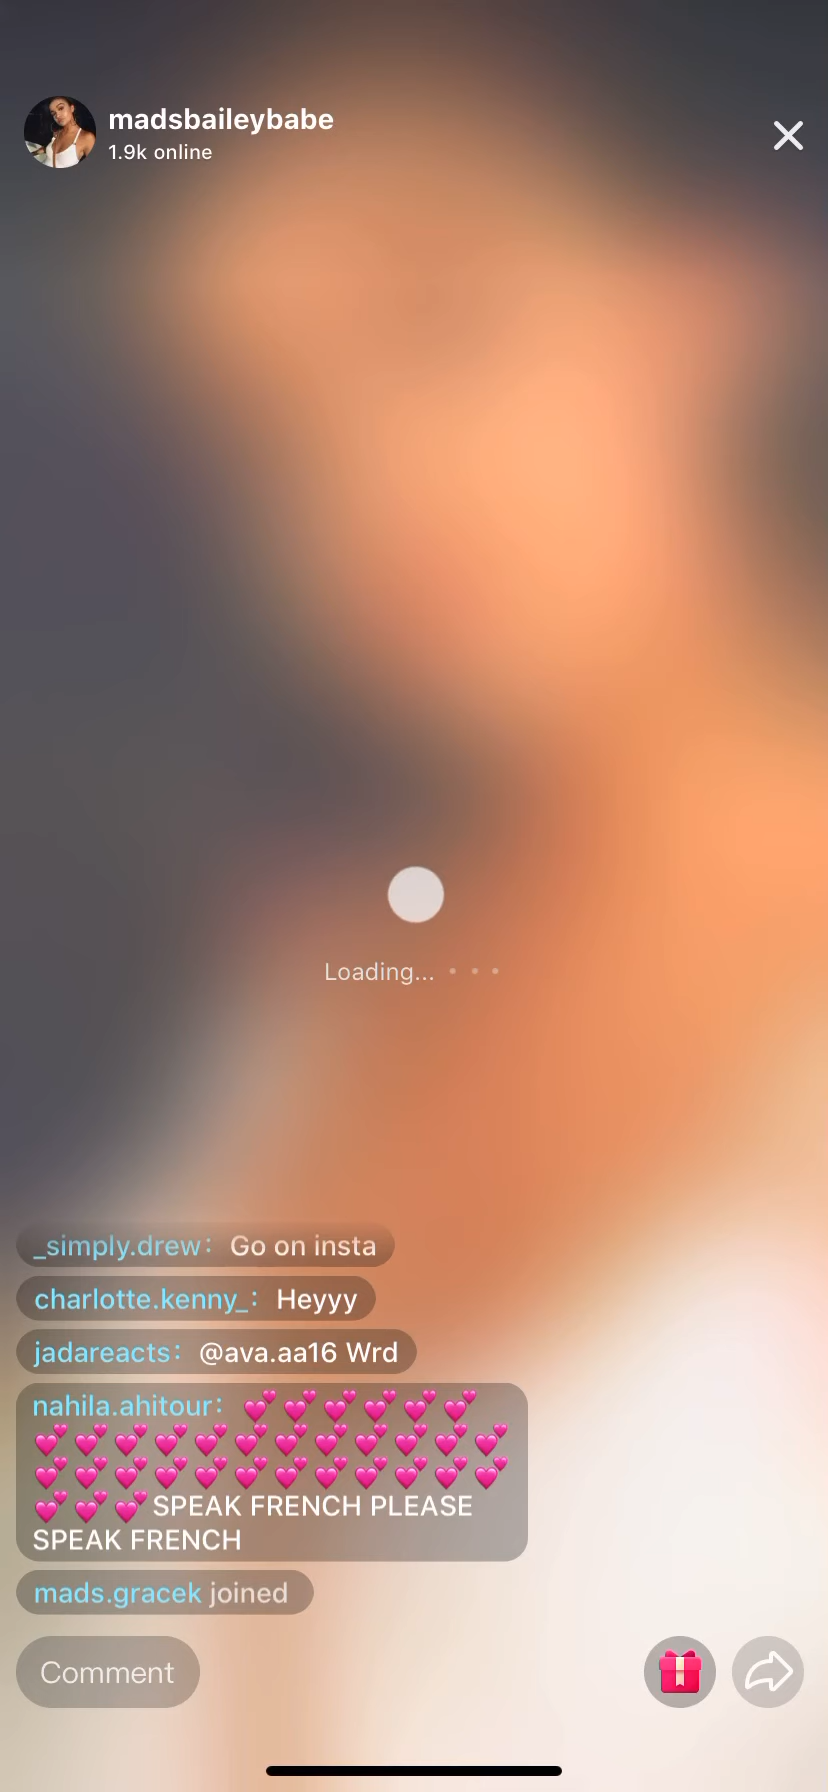 madsbaileybabe
1.9k online
Loading...
_simply.drew: Go on insta
charlotte.kenny_: Heyyy
jadareacts: @ava.aa16 Wrd
nahila.ahitour: 💕💕💕💕💕💕
💕💕💕💕💕💕💕💕💕💕💕💕
💕💕💕💕💕💕💕💕💕💕💕💕
💕💕💕SPEAK FRENCH PLEASE
SPEAK FRENCH
mads.gracek joined
Comment